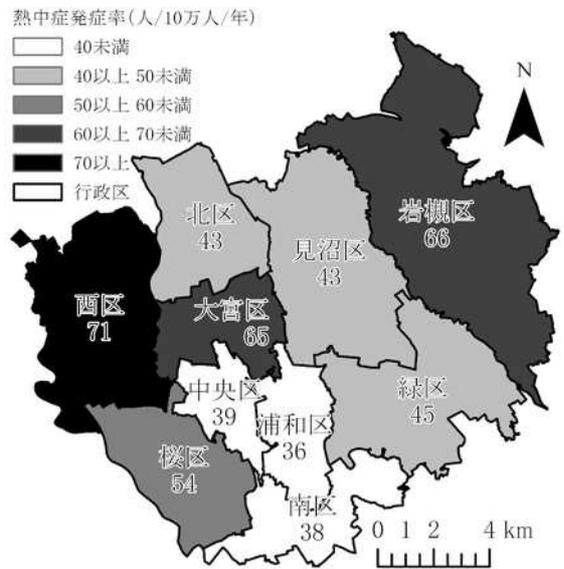 熱中症発症率(人/10万人/年)
40未満
40以上 50未満
50以上 60未満
60以上 70未満
70以上
行政区
N
北区
43
見沼区
43
岩槻区
66
西区
71
大宮区
65
中央区
39
浦和区
36
緑区
45
桜区
54
南区
38
0 1 2 4 km